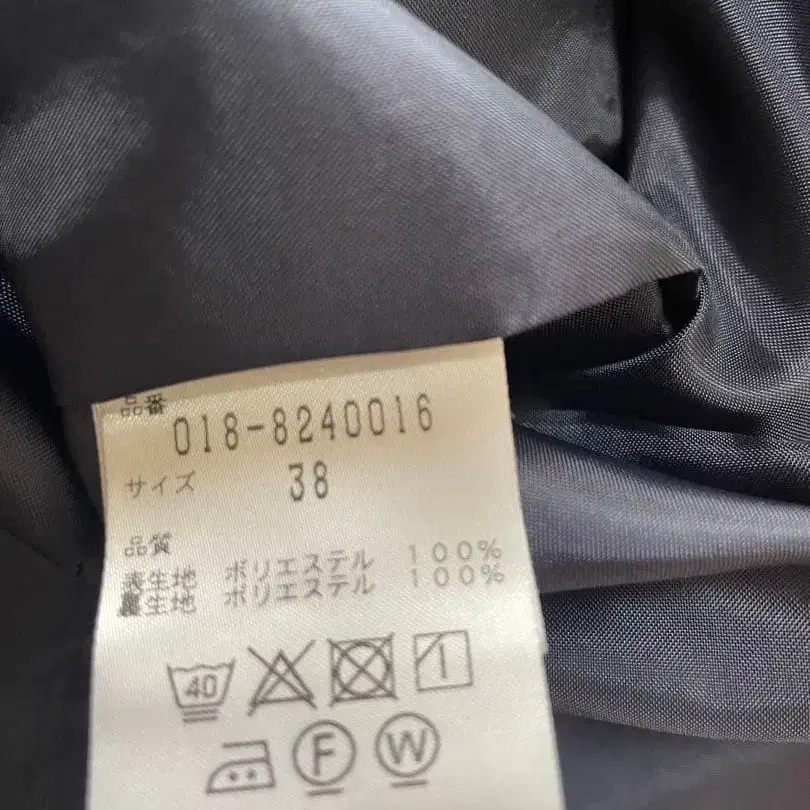 品番
018-8240016
サイズ 38
品質
表生地 ポリエステル 100%
裏生地 ポリエステル 100%
40
F W